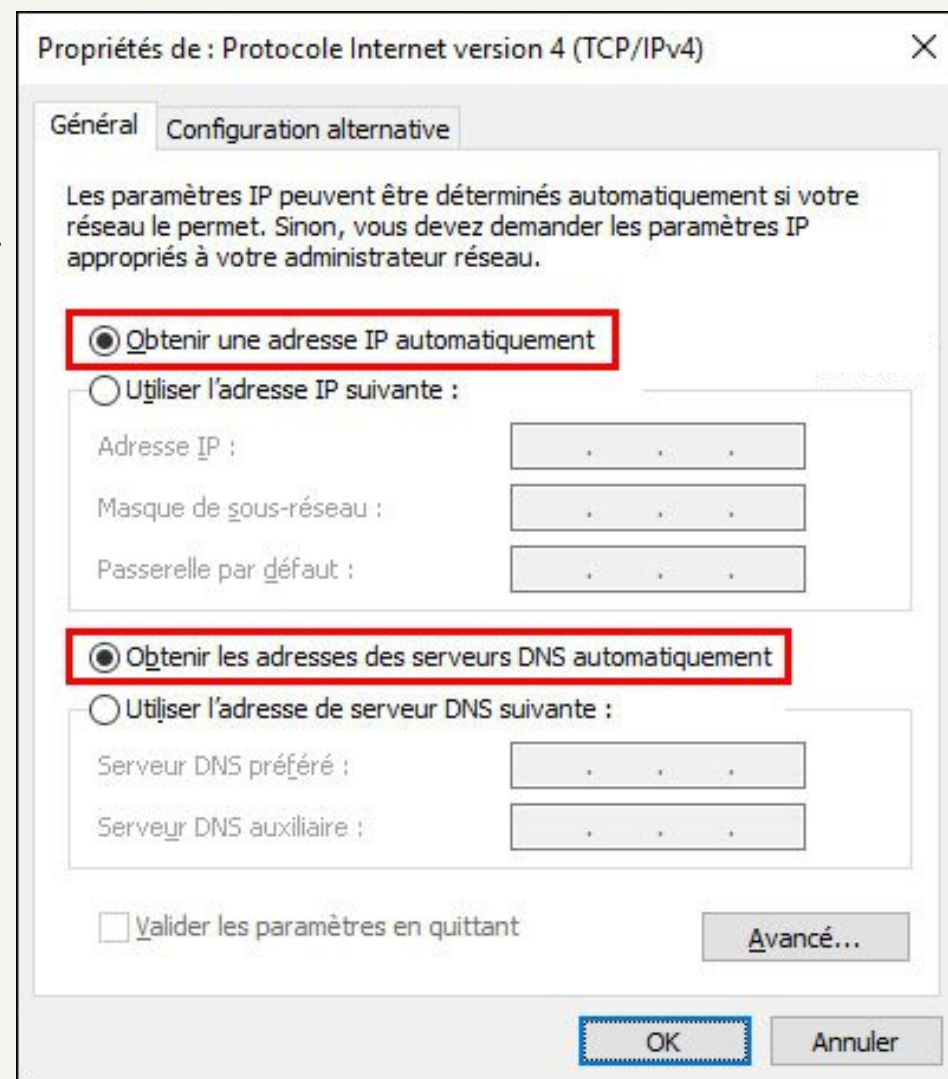 Propriétés de : Protocole Internet version 4 (TCP/IPv4)
Général
Configuration alternative
Les paramètres IP peuvent être déterminés automatiquement si votre
réseau le permet. Sinon, vous devez demander les paramètres IP
appropriés à votre administrateur réseau.
Obtenir une adresse IP automatiquement
Utiliser l'adresse IP suivante :
Adresse IP :
Masque de sous-réseau :
Passerelle par défaut :
Obtenir les adresses des serveurs DNS automatiquement
Utiliser l'adresse de serveur DNS suivante :
Serveur DNS préféré :
Serveur DNS auxiliaire :
Valider les paramètres en quittant
Avancé...
OK
Annuler